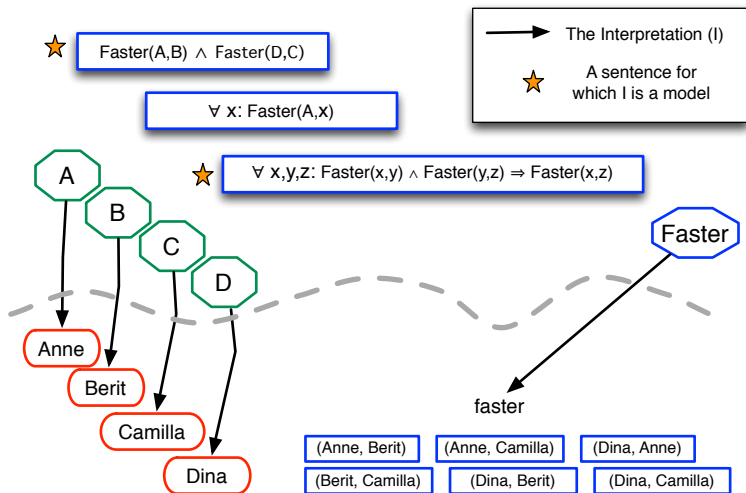 Faster(A,B) ∧ Faster(D,C)
∀ x: Faster(A,x)
∀ x,y,z: Faster(x,y) ∧ Faster(y,z) ⇒ Faster(x,z)
The Interpretation (I)
A sentence for
which I is a model
A
B
C
D
Faster
Anne
Berit
Camilla
Dina
faster
(Anne, Berit) (Anne, Camilla) (Dina, Anne)
(Berit, Camilla) (Dina, Berit) (Dina, Camilla)